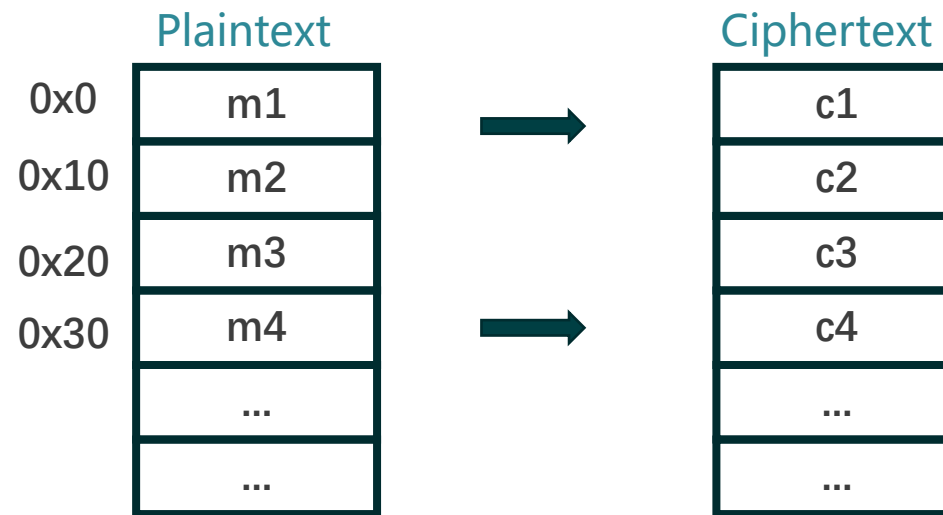 Plaintext Ciphertext
0x0 m1 c1
0x10 m2 c2
0x20 m3 c3
0x30 m4 c4
... ...
... ...